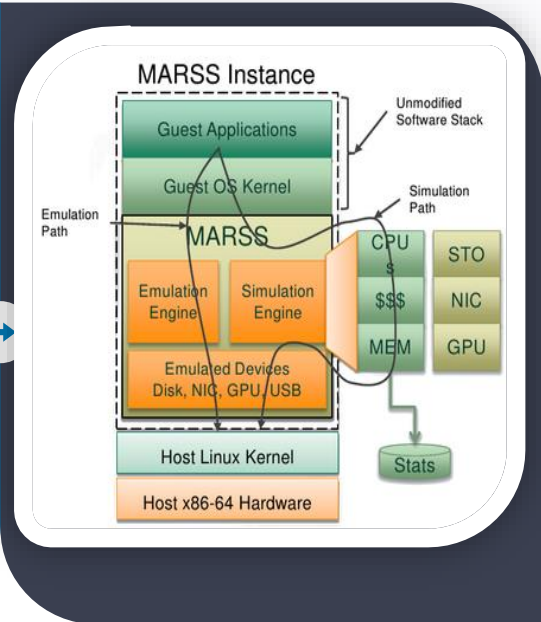 MARSS Instance
Guest Applications
Guest OS Kernel
Unmodified
Software Stack
Emulation
Path
Simulation
Path
MARSS
Emulation
Engine
Simulation
Engine
Emulated Devices
Disk, NIC, GPU, USB
CPU
s
$$$
MEM
STO
NIC
GPU
Stats
Host Linux Kernel
Host x86-64 Hardware